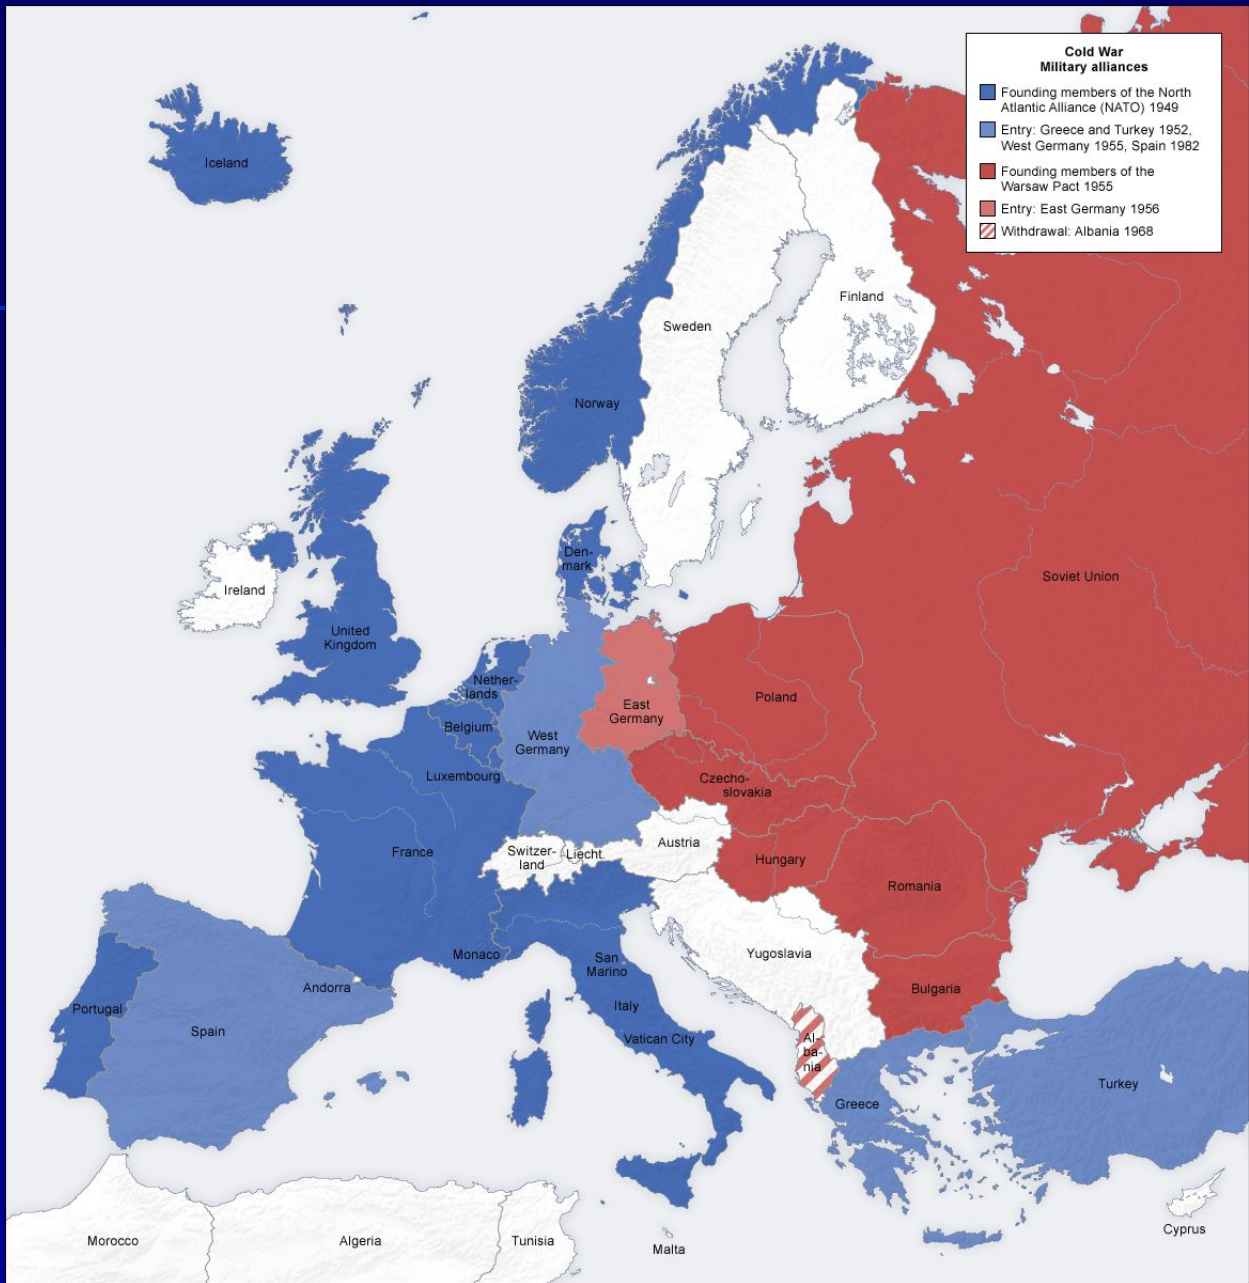 Cold War
Military alliances
Founding members of the North
Atlantic Alliance (NATO) 1949
Entry: Greece and Turkey 1952,
West Germany 1955, Spain 1982
Founding members of the
Warsaw Pact 1955
Entry: East Germany 1956
Withdrawal: Albania 1968
Iceland
Finland
Sweden
Norway
Den-
mark
Ireland
United
Kingdom
Soviet Union
Nether-
lands
Belgium
Luxembourg
West
Germany
East
Germany
Poland
Czecho-
slovakia
France
Switzer-
land
Liecht.
Austria
Hungary
Romania
Monaco
San
Marino
Yugoslavia
Andorra
Portugal
Spain
Italy
Vatican City
Bulgaria
Al-
ba-
nia
Greece
Turkey
Morocco
Algeria
Tunisia
Malta
Cyprus